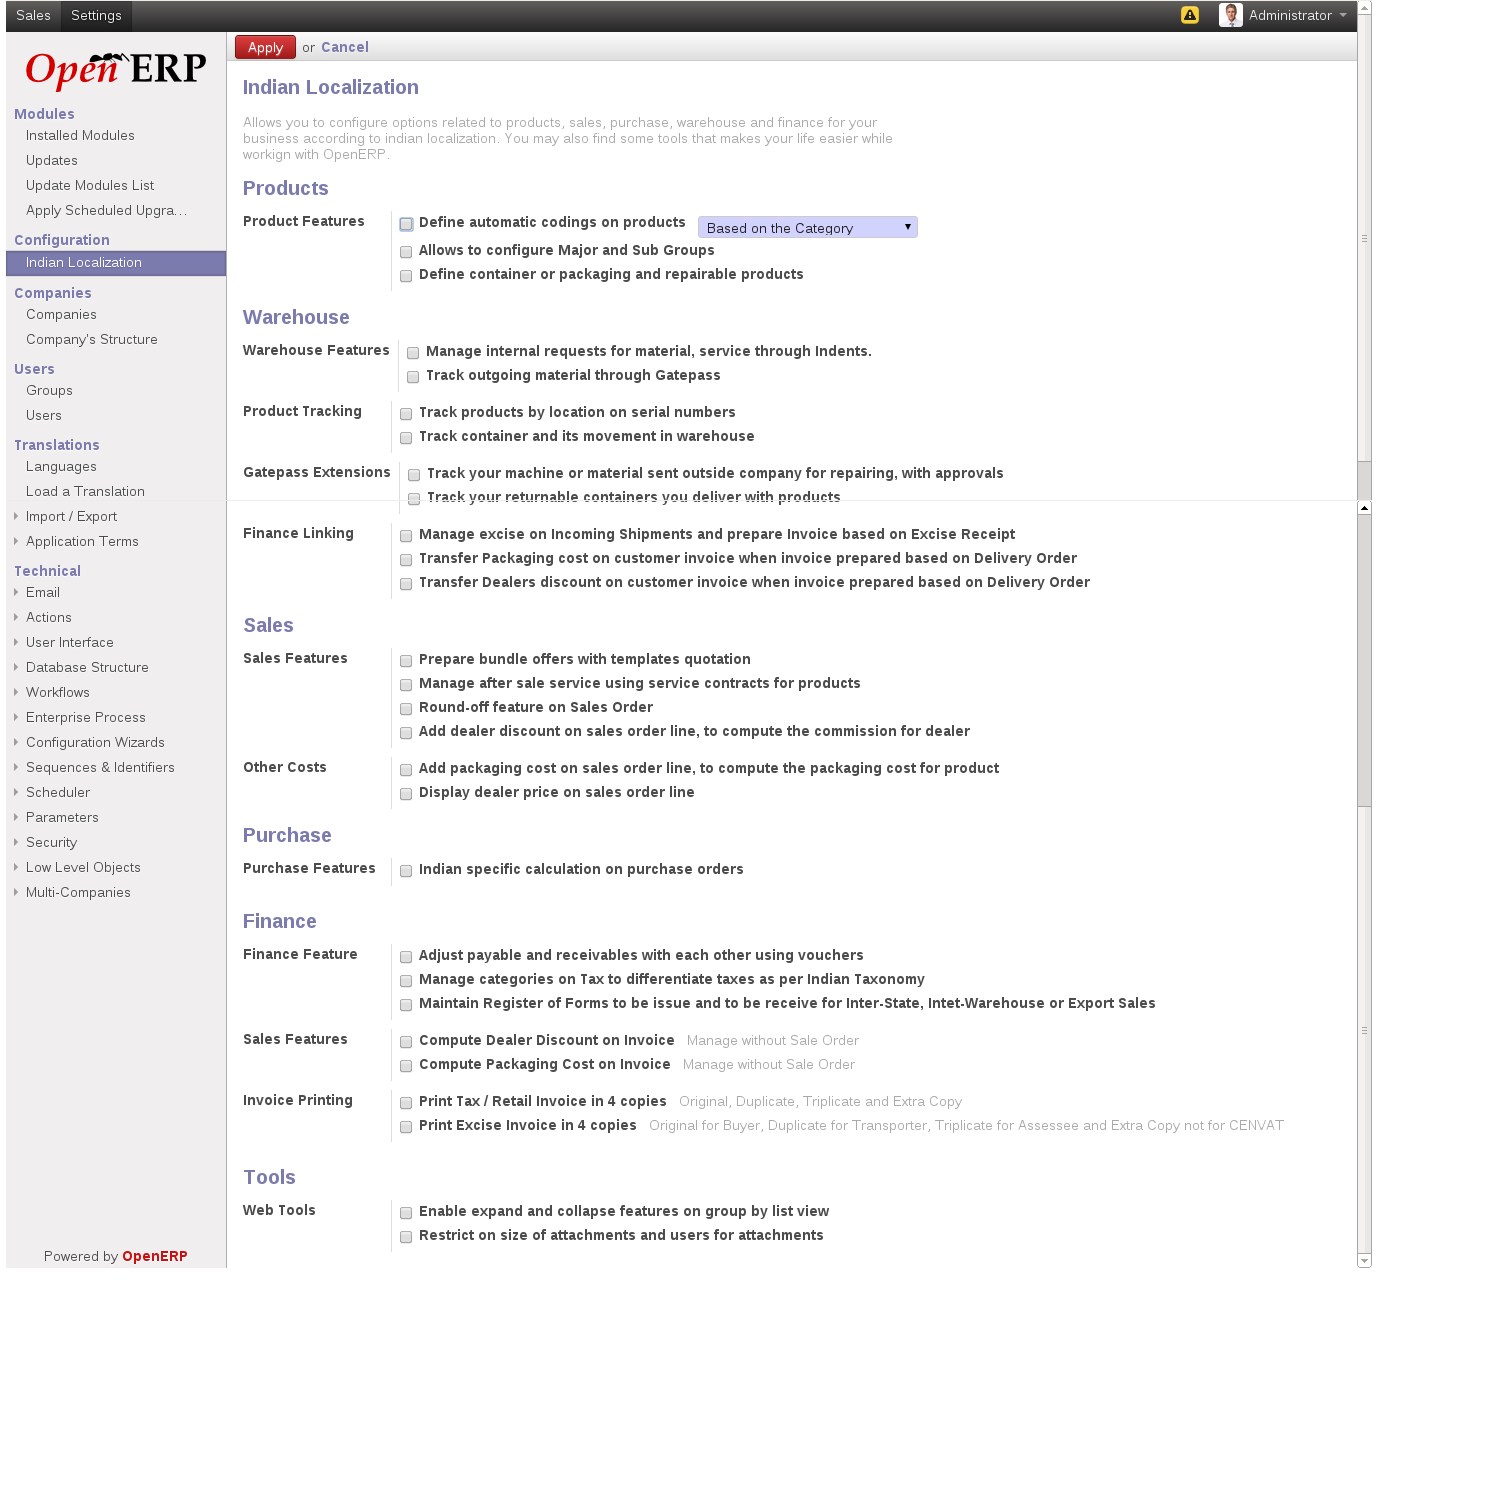 Sales Settings Administrator
Open ERP
Modules
Installed Modules
Updates
Update Modules List
Apply Scheduled Upgra...
Configuration
Indian Localization
Companies
Companies
Company's Structure
Users
Groups
Users
Translations
Languages
Load a Translation
Import / Export
Application Terms
Technical
Email
Actions
User Interface
Database Structure
Workflows
Enterprise Process
Configuration Wizards
Sequences & Identifiers
Scheduler
Parameters
Security
Low Level Objects
Multi-Companies
Powered by OpenERP
Apply or Cancel
Indian Localization
Allows you to configure options related to products, sales, purchase, warehouse and finance for your
business according to indian localization. You may also find some tools that makes your life easier while
workign with OpenERP.
Products
Product Features Define automatic codings on products Based on the Category
Allows to configure Major and Sub Groups
Define container or packaging and repairable products
Warehouse
Warehouse Features Manage internal requests for material, service through Indents.
Track outgoing material through Gatepass
Product Tracking Track products by location on serial numbers
Track container and its movement in warehouse
Gatepass Extensions Track your machine or material sent outside company for repairing, with approvals
Track your returnable containers you deliver with products
Finance Linking Manage excise on Incoming Shipments and prepare Invoice based on Excise Receipt
Transfer Packaging cost on customer invoice when invoice prepared based on Delivery Order
Transfer Dealers discount on customer invoice when invoice prepared based on Delivery Order
Sales
Sales Features Prepare bundle offers with templates quotation
Manage after sale service using service contracts for products
Round-off feature on Sales Order
Add dealer discount on sales order line, to compute the commission for dealer
Other Costs Add packaging cost on sales order line, to compute the packaging cost for product
Display dealer price on sales order line
Purchase
Purchase Features Indian specific calculation on purchase orders
Finance
Finance Feature Adjust payable and receivables with each other using vouchers
Manage categories on Tax to differentiate taxes as per Indian Taxonomy
Maintain Register of Forms to be issue and to be receive for Inter-State, Intet-Warehouse or Export Sales
Sales Features Compute Dealer Discount on Invoice Manage without Sale Order
Compute Packaging Cost on Invoice Manage without Sale Order
Invoice Printing Print Tax / Retail Invoice in 4 copies Original, Duplicate, Triplicate and Extra Copy
Print Excise Invoice in 4 copies Original for Buyer, Duplicate for Transporter, Triplicate for Assessee and Extra Copy not for CENVAT
Tools
Web Tools Enable expand and collapse features on group by list view
Restrict on size of attachments and users for attachments